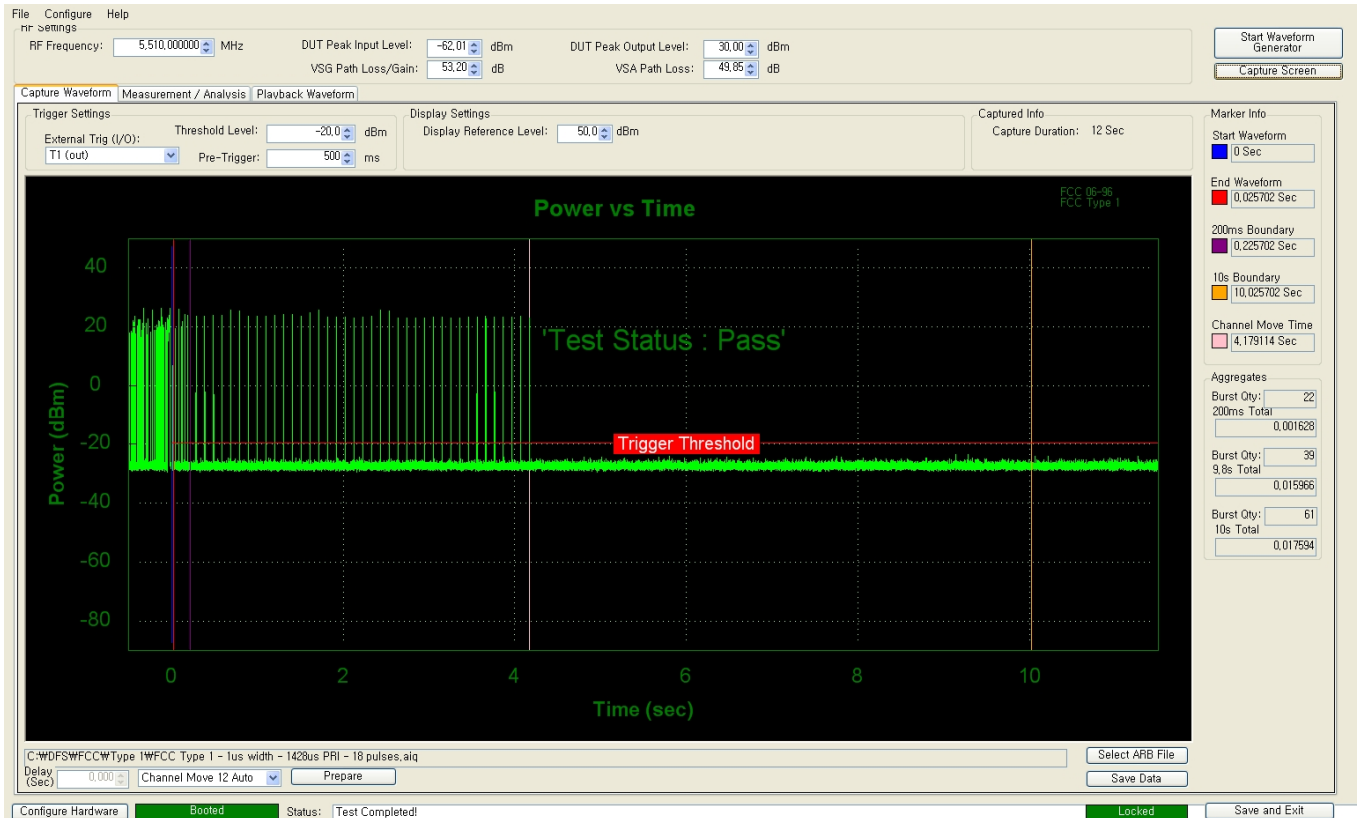 File Configure Help
RF Settings
RF Frequency: 5,510,000000 MHz
DUT Peak Input Level: -62,01 dBm
DUT Peak Output Level: 30,00 dBm
VSG Path Loss/Gain: 53,20 dB
VSA Path Loss: 49,85 dB
Start Waveform
Generator
Capture Screen
Capture Waveform Measurement / Analysis Playback Waveform
Trigger Settings
External Trig (I/O):
T1 (out)
Threshold Level: -20,0 dBm
Pre-Trigger: 500 ms
Display Settings
Display Reference Level: 50,0 dBm
Captured Info
Capture Duration: 12 Sec
Marker Info
Start Waveform
0 Sec
End Waveform
0,025702 Sec
200ms Boundary
0,225702 Sec
10s Boundary
10,025702 Sec
Channel Move Time
4,179114 Sec
Aggregates
Burst Qty: 22
200ms Total
0,001628
Burst Qty: 39
9,8s Total
0,015966
Burst Qty: 61
10s Total
0,017594
Power vs Time
FCC 06-96
FCC Type 1
'Test Status : Pass'
Trigger Threshold
Power (dBm)
40
20
0
-20
-40
-60
-80
0 2 4 6 8 10
Time (sec)
C:₩DFS₩FCC₩Type 1₩FCC Type 1 - 1us width - 1428us PRI - 18 pulses,aiq
Select ARB File
Delay
(Sec)
0,000
Channel Move 12 Auto
Prepare
Save Data
Configure Hardware
Booted
Status: Test Completed!
Locked
Save and Exit